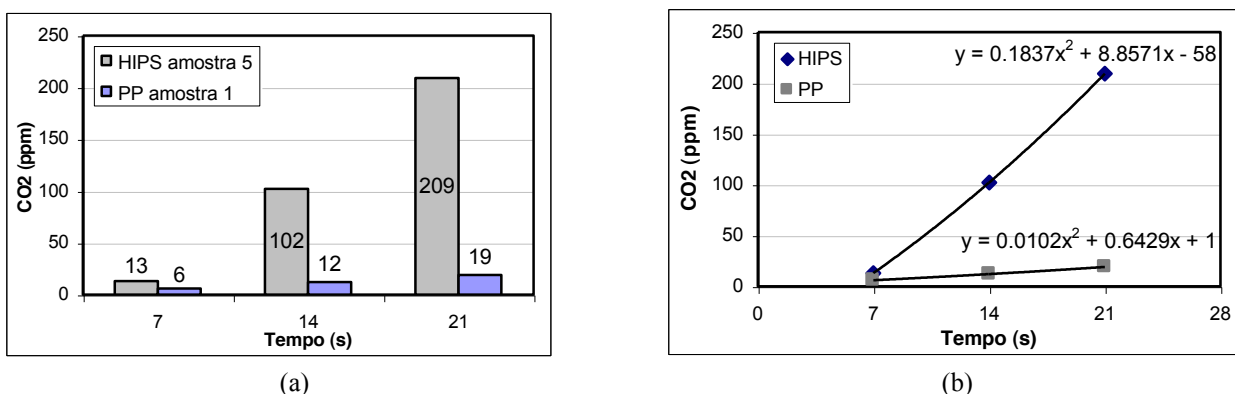 250
200
150
100
50
0
CO2 (ppm)
HIPS amostra 5
PP amostra 1
13
6
102
12
209
19
7
14
21
Tempo (s)
(a)
250
200
150
100
50
0
CO2 (ppm)
HIPS
PP
y = 0.1837x² + 8.8571x - 58
y = 0.0102x² + 0.6429x + 1
0
7
14
21
28
Tempo (s)
(b)